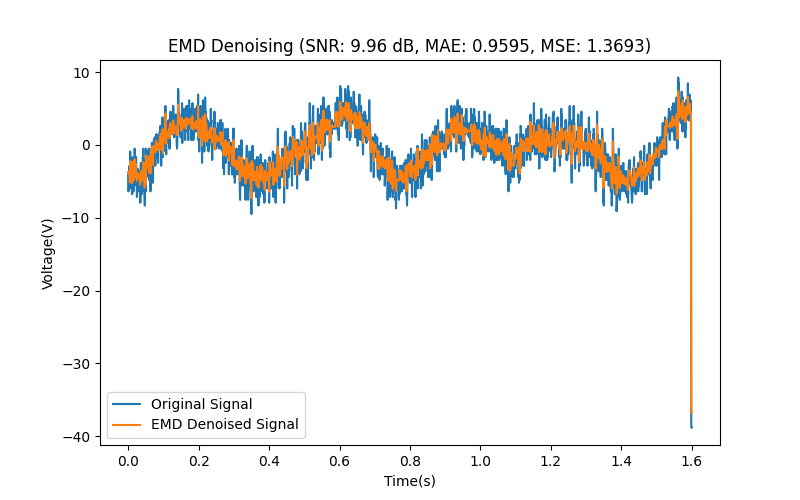 EMD Denoising (SNR: 9.96 dB, MAE: 0.9595, MSE: 1.3693)
10
0
−10
−20
−30
−40
Voltage(V)
Original Signal
EMD Denoised Signal
0.0 0.2 0.4 0.6 0.8 1.0 1.2 1.4 1.6
Time(s)